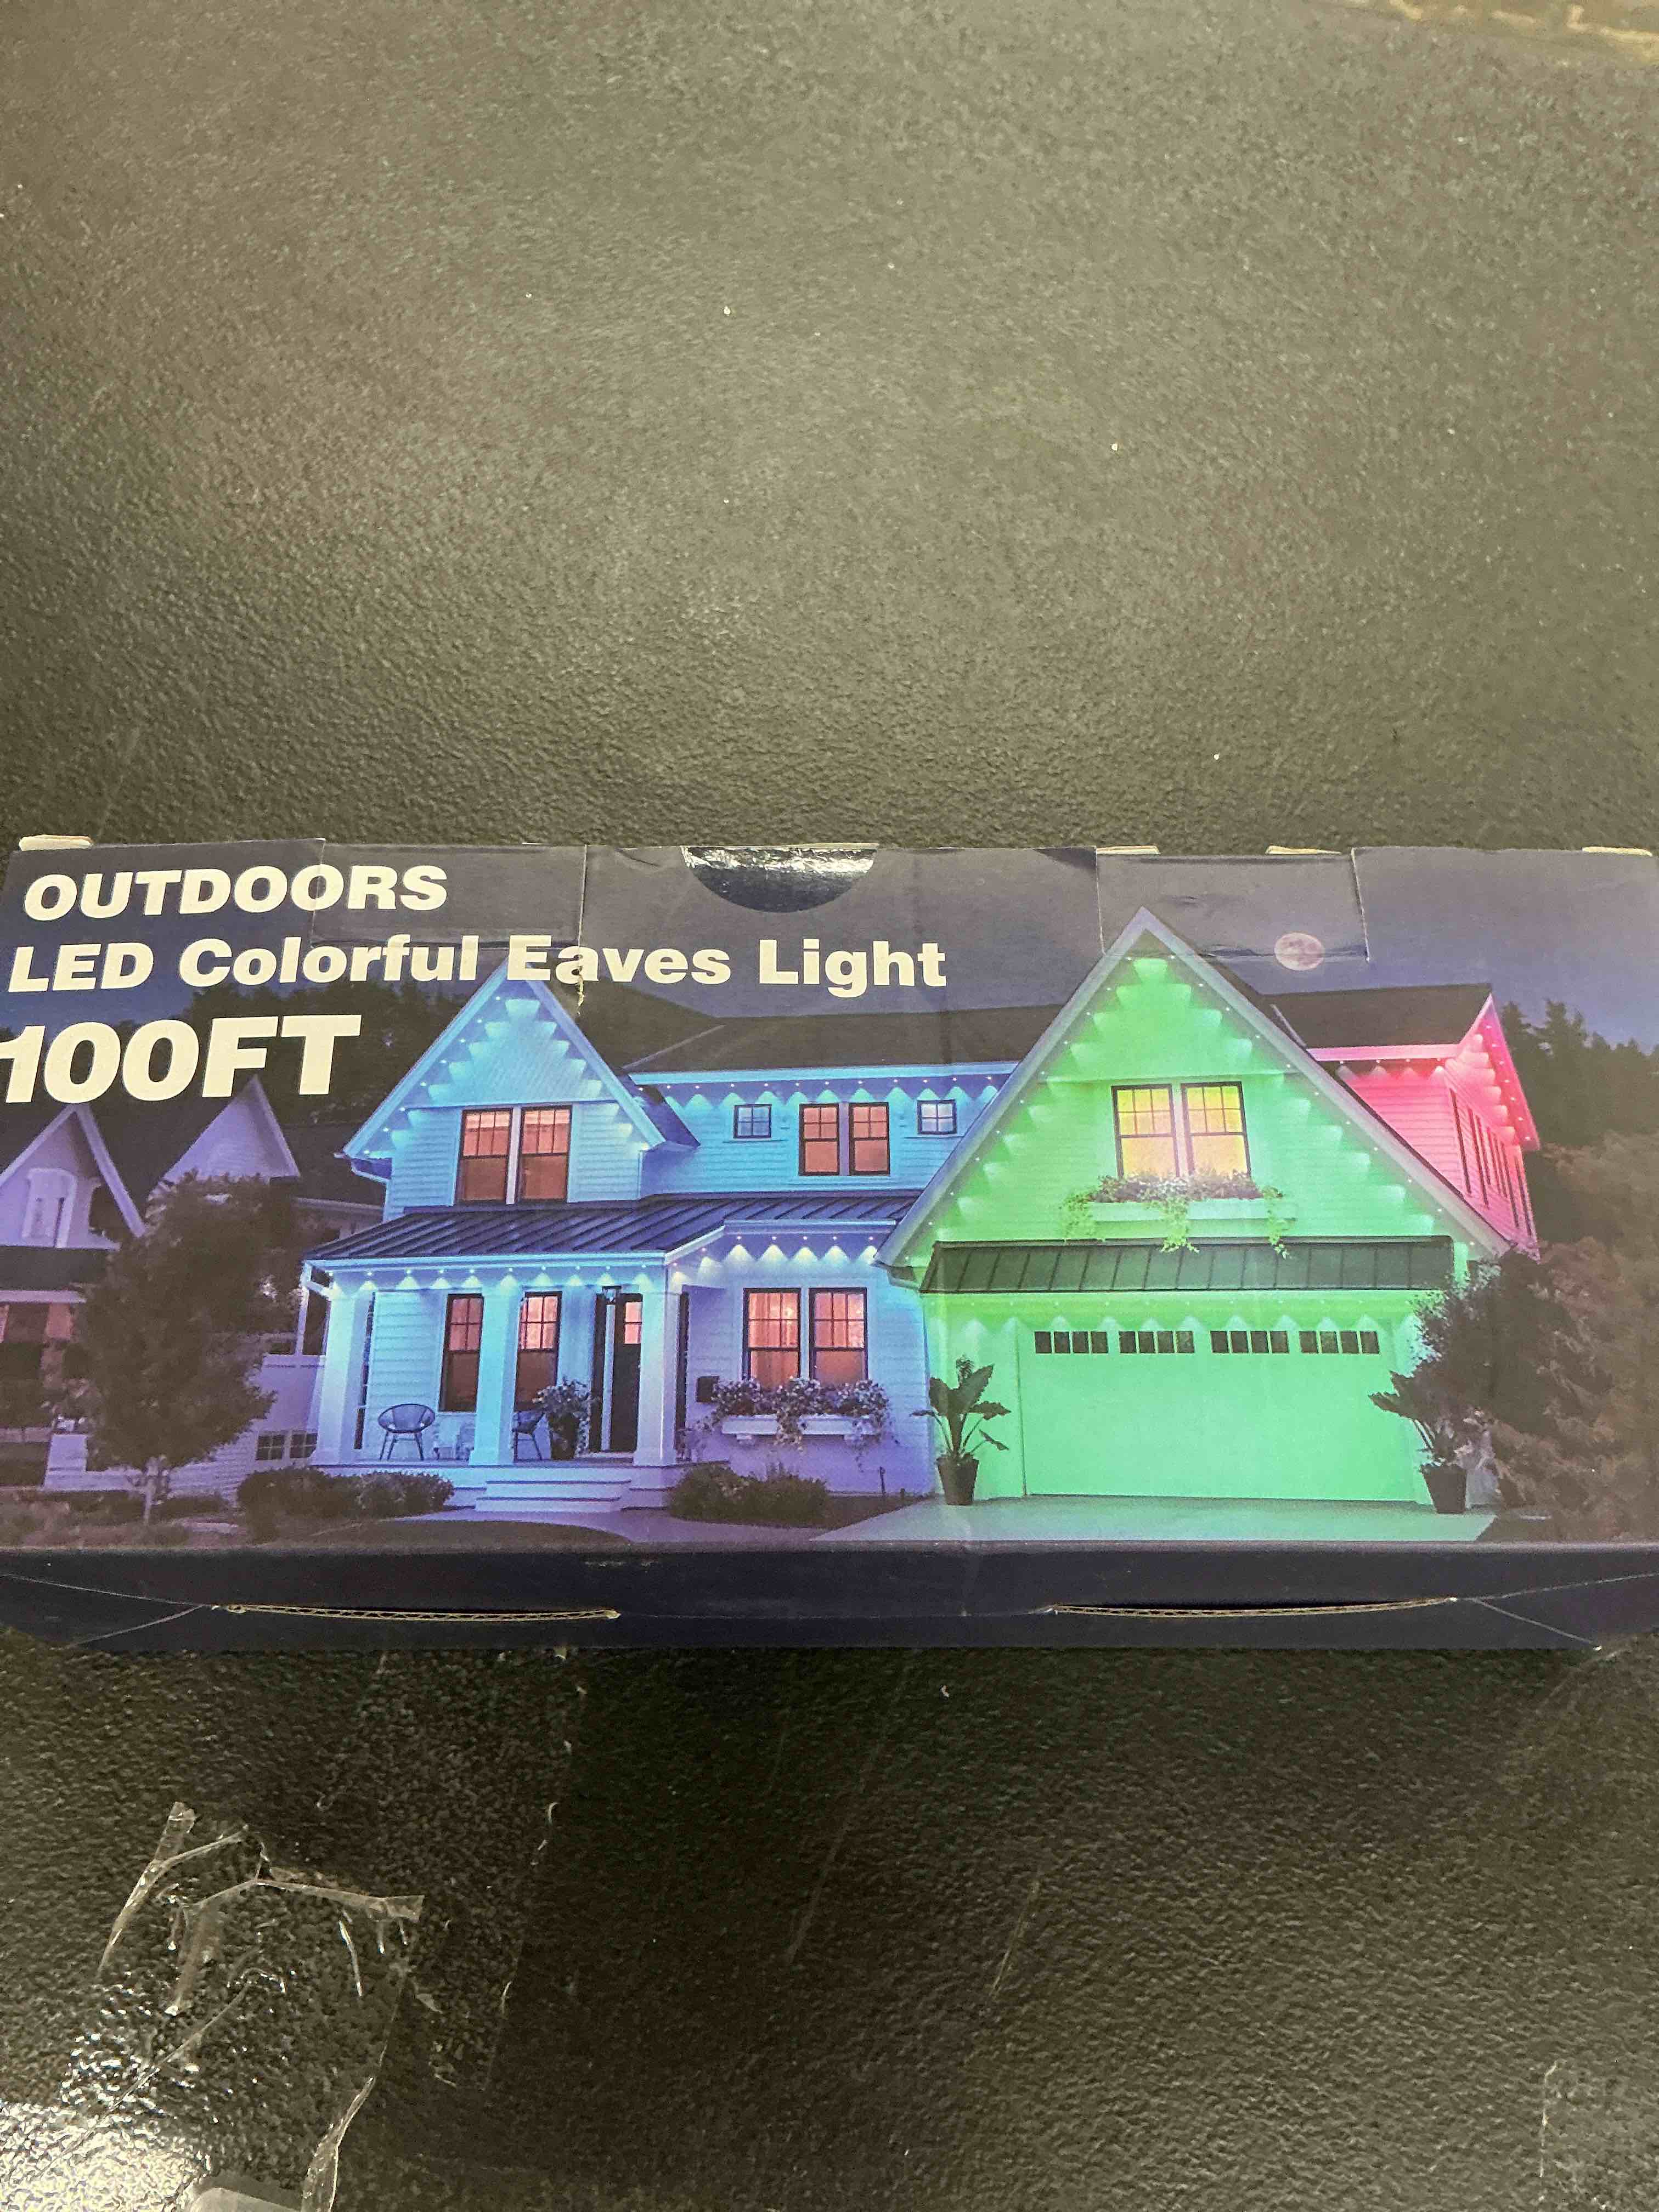 OUTDOORS
LED Colorful Eaves Light
100FT